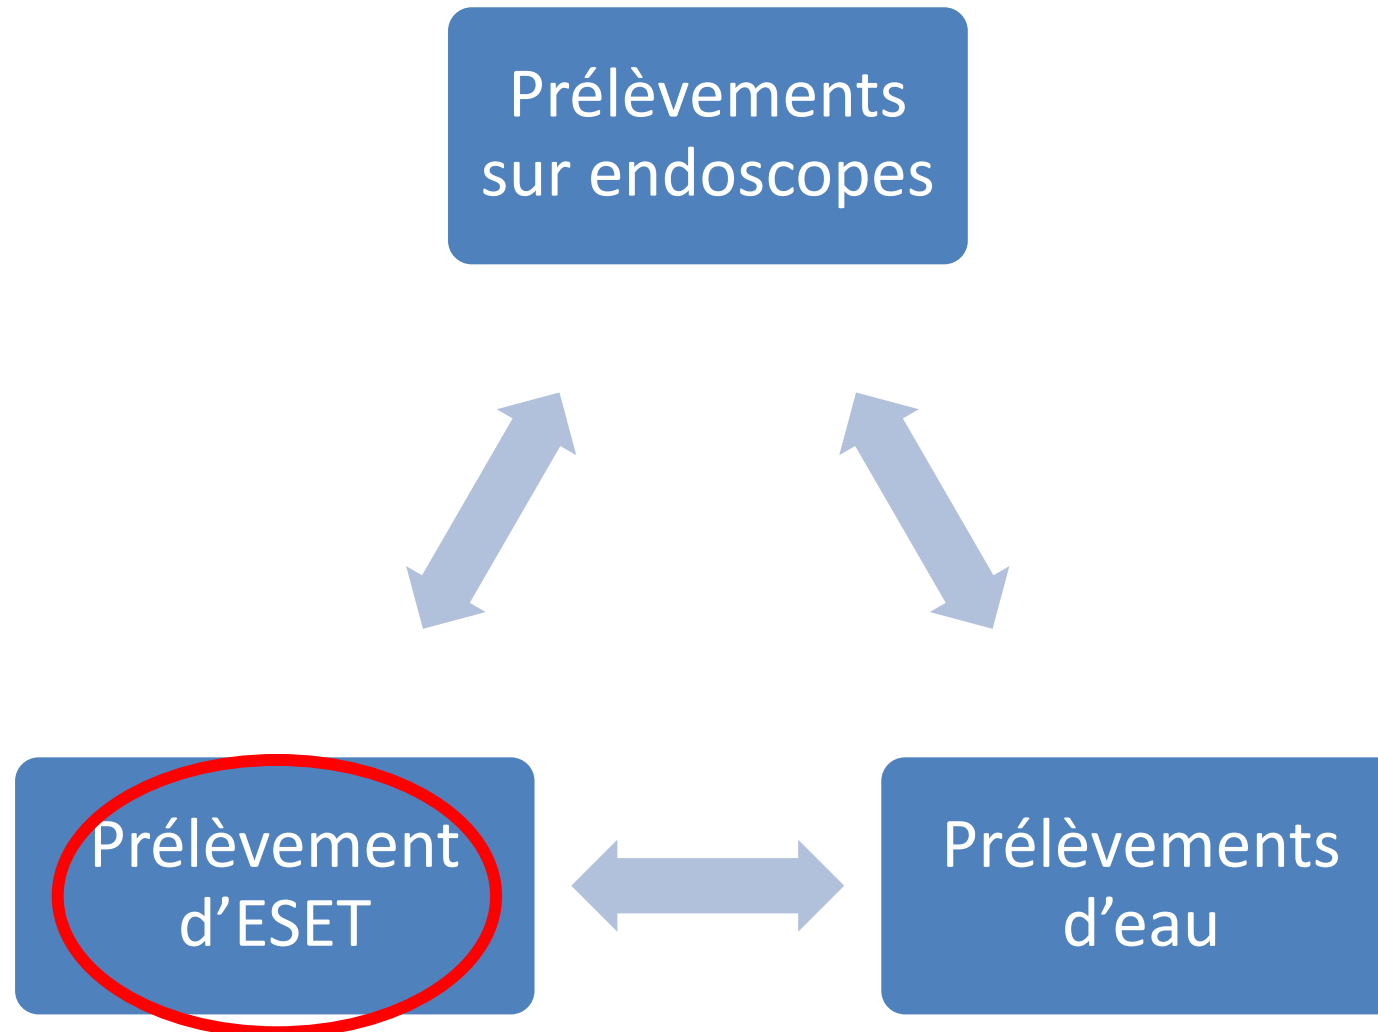 Prélèvements
sur endoscopes
Prélèvement
d’ESET
Prélèvements
d’eau